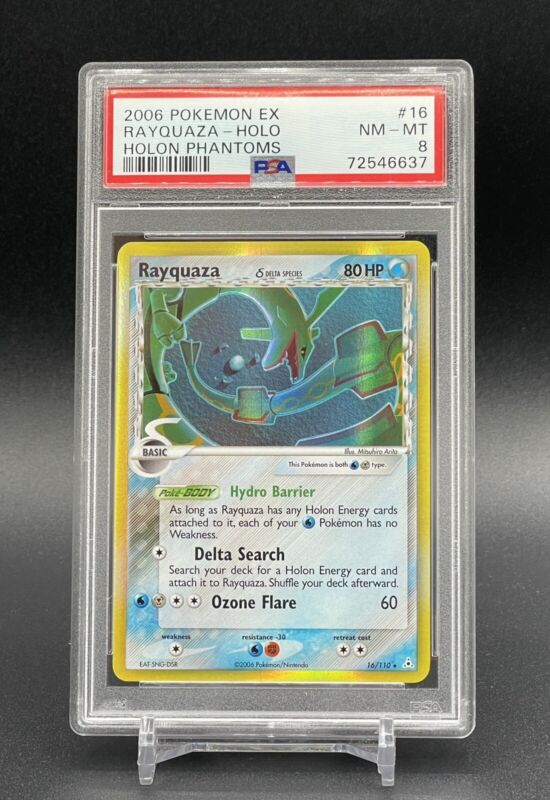 2006 POKEMON EX #16
RAYQUAZA-HOLO NM-MT
HOLON PHANTOMS 8
PSA 72546637
Rayquaza δ DELTA SPECIES 80 HP
Illus. Mitsuhiro Arita
BASIC
This Pokémon is both type.
Poké-BODY Hydro Barrier
As long as Rayquaza has any Holon Energy cards
attached to it, each of your Pokémon has no
Weakness.
Delta Search
Search your deck for a Holon Energy card and
attach it to Rayquaza. Shuffle your deck afterward.
Ozone Flare 60
weakness resistance -30 retreat cost
EAT-SNG-DSR ©2006 Pokémon/Nintendo 16/110
PSA